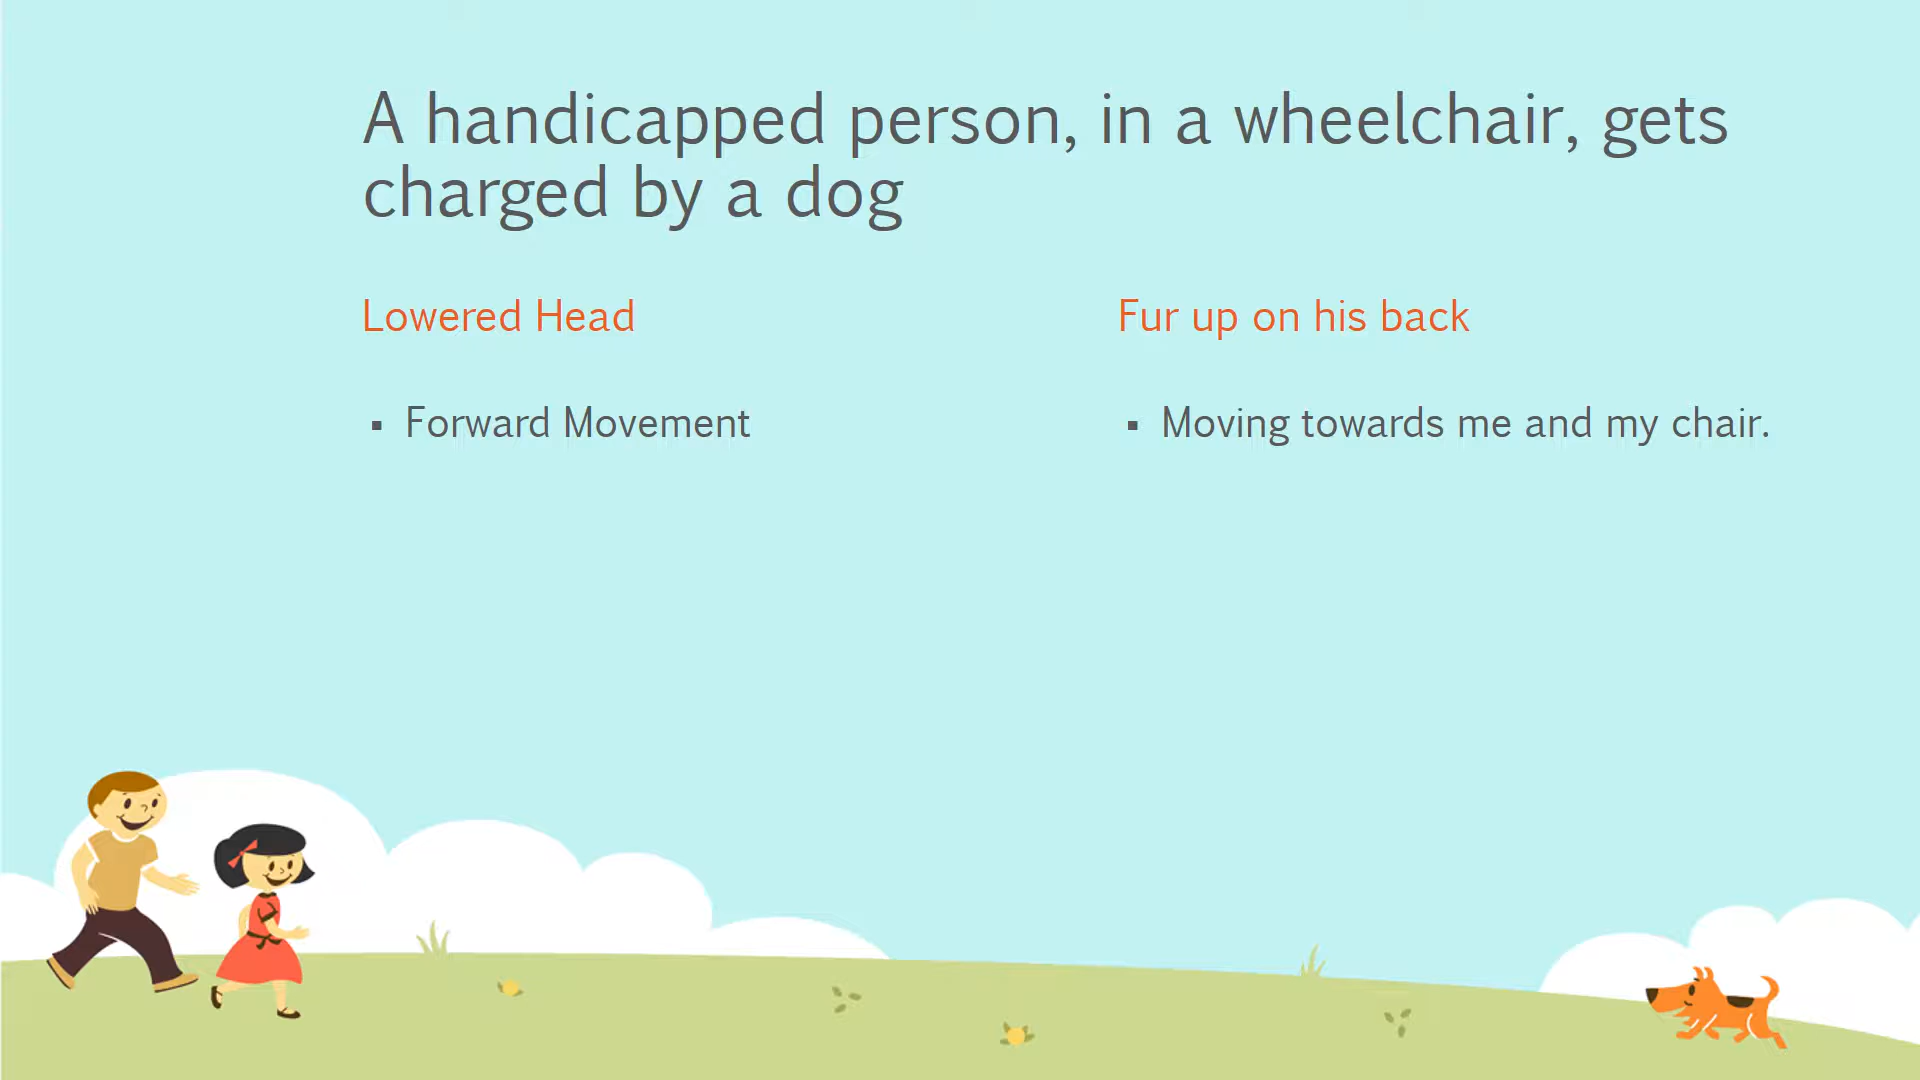 A handicapped person, in a wheelchair, gets
charged by a dog
Lowered Head
▪ Forward Movement
Fur up on his back
▪ Moving towards me and my chair.